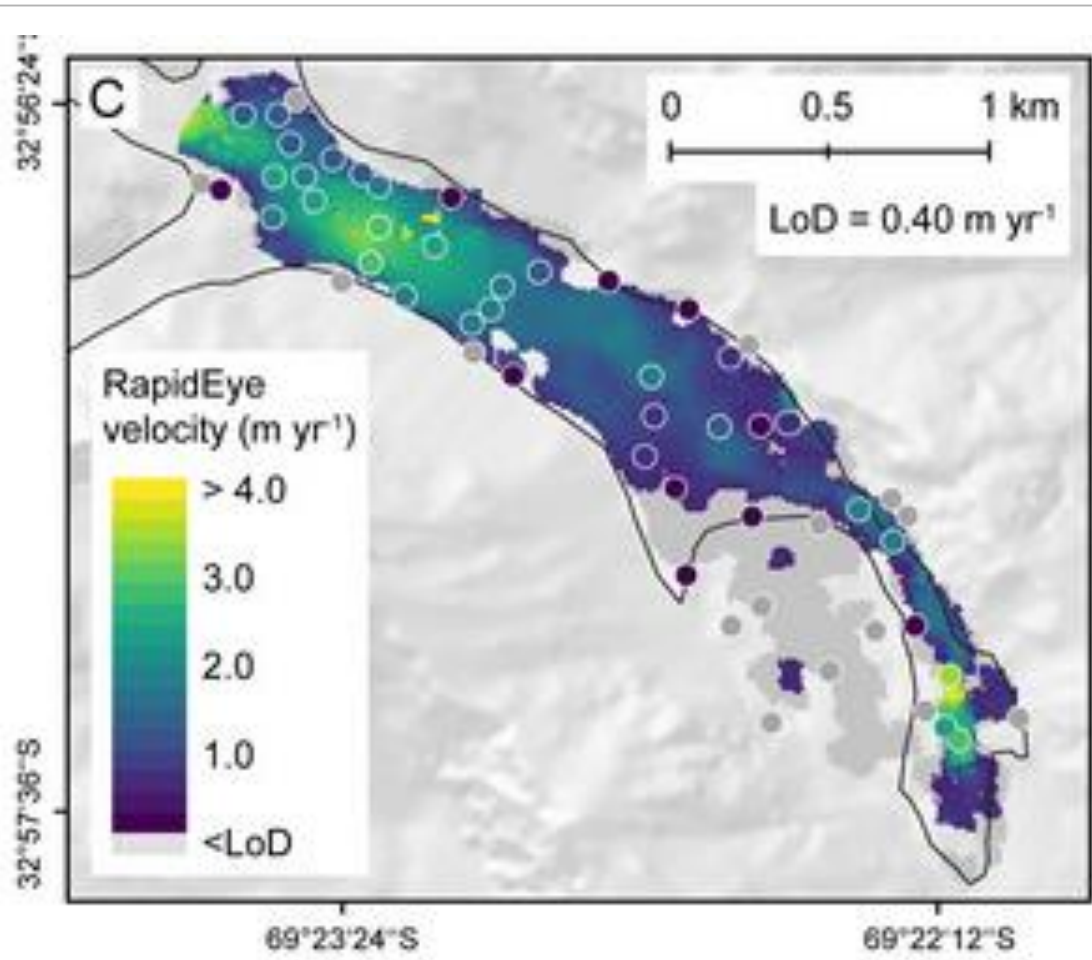 C
0 0.5 1 km
LoD = 0.40 m yr⁻¹
RapidEye
velocity (m yr⁻¹)
> 4.0
3.0
2.0
1.0
<LoD
32°56'24"
32°57'36"S
69°23'24"S
69°22'12"S